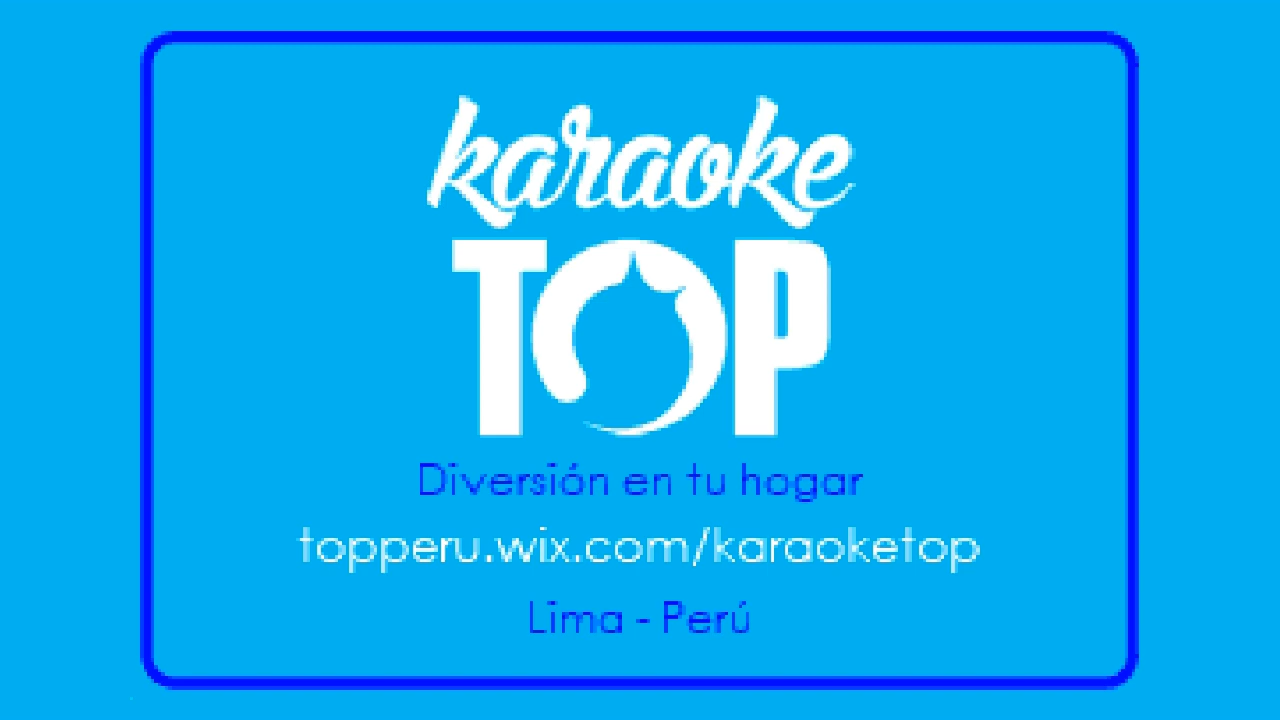 karaoke
TOP
Diversión en tu hogar
topperu.wix.com/karaoketop
Lima - Perú